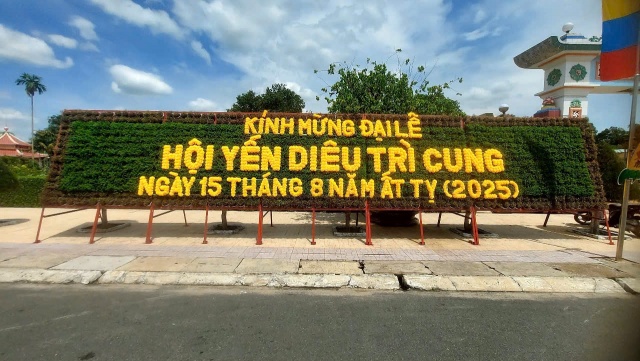 KÍNH MỪNG ĐẠI LỄ
HỘI YẾN DIÊU TRÌ CUNG
NGÀY 15 THÁNG 8 NĂM ẤT TỴ (2025)